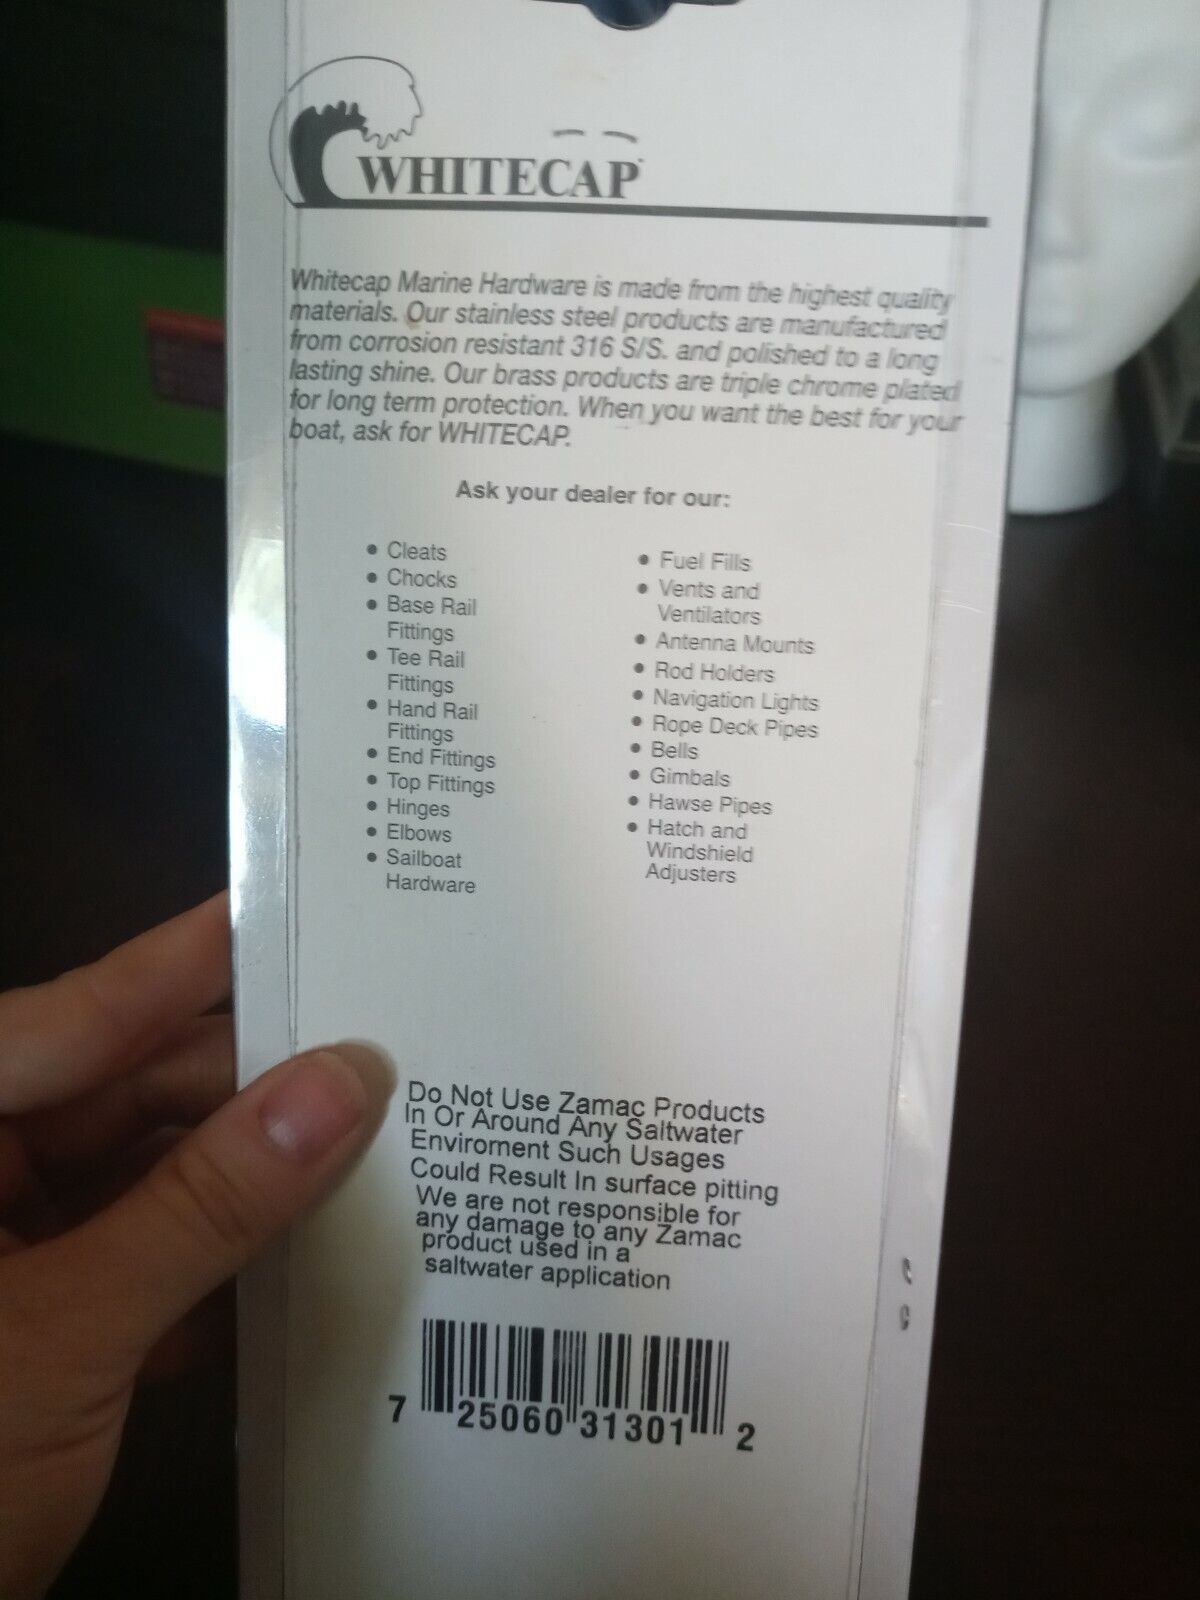 WHITECAP
Whitecap Marine Hardware is made from the highest quality
materials. Our stainless steel products are manufactured
from corrosion resistant 316 S/S. and polished to a long
lasting shine. Our brass products are triple chrome plated
for long term protection. When you want the best for your
boat, ask for WHITECAP.
Ask your dealer for our:
• Cleats
• Chocks
• Base Rail
Fittings
• Tee Rail
Fittings
• Hand Rail
Fittings
• End Fittings
• Top Fittings
• Hinges
• Elbows
• Sailboat
Hardware
• Fuel Fills
• Vents and
Ventilators
• Antenna Mounts
• Rod Holders
• Navigation Lights
• Rope Deck Pipes
• Bells
• Gimbals
• Hawse Pipes
• Hatch and
Windshield
Adjusters
Do Not Use Zamac Products
In Or Around Any Saltwater
Enviroment Such Usages
Could Result In surface pitting
We are not responsible for
any damage to any Zamac
product used in a
saltwater application
7 25060 31301 2